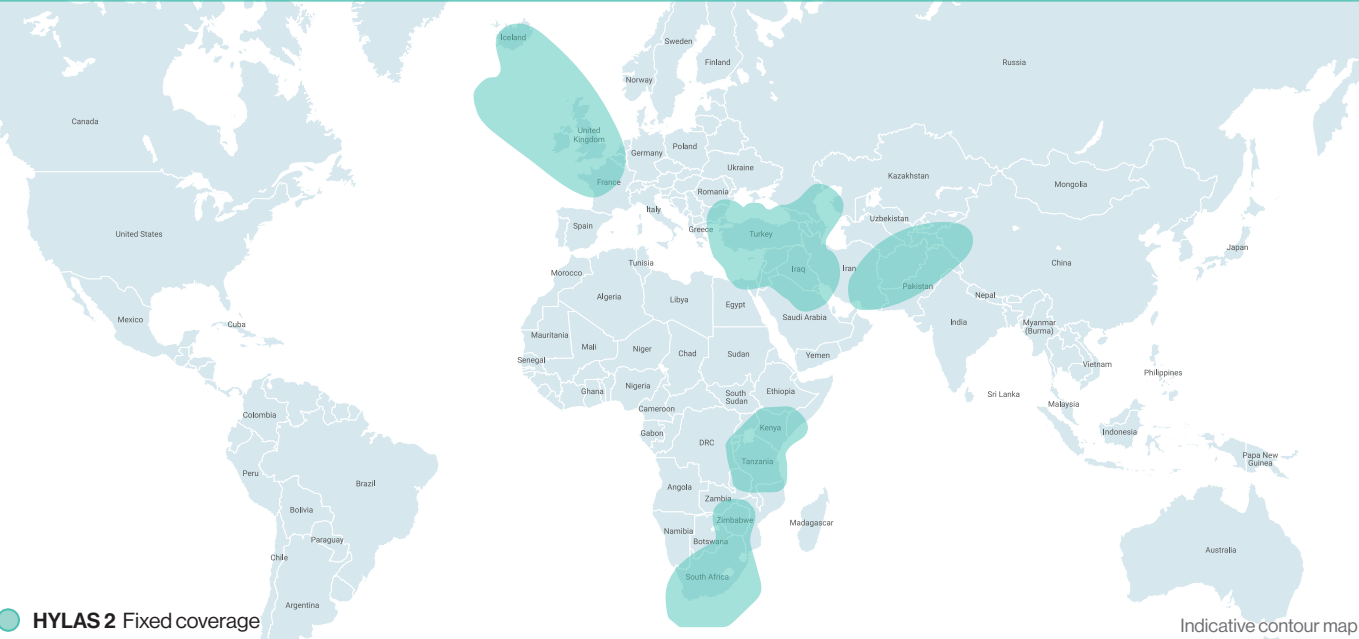 Iceland
Sweden
Finland
Russia
Norway
Canada
United
Kingdom
Germany
Poland
Ukraine
France
Kazakhstan
Mongolia
Romania
Italy
Uzbekistan
Spain
Greece
Turkey
United States
Japan
Tunisia
Morocco
Iraq
Iran
China
Algeria
Libya
Egypt
Pakistan
Nepal
Mexico
Cuba
Saudi Arabia
India
Myanmar
(Burma)
Mauritania
Mali
Niger
Chad
Sudan
Yemen
Senegal
Vietnam
Philippines
Ghana
Nigeria
South
Sudan
Ethiopia
Sri Lanka
Malaysia
Colombia
Cameroon
Kenya
Gabon
DRC
Indonesia
Papa New
Guinea
Tanzania
Peru
Brazil
Angola
Zambia
Bolivia
Zimbabwe
Madagascar
Namibia
Botswana
Paraguay
Chile
Australia
South Africa
Argentina
HYLAS 2 Fixed coverage
Indicative contour map